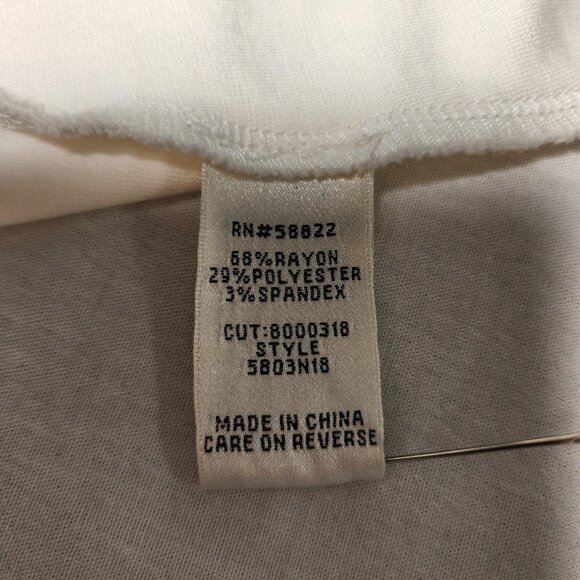 RN#58822
68%RAYON
29%POLYESTER
3%SPANDEX
CUT:8000318
STYLE
5803N18
MADE IN CHINA
CARE ON REVERSE